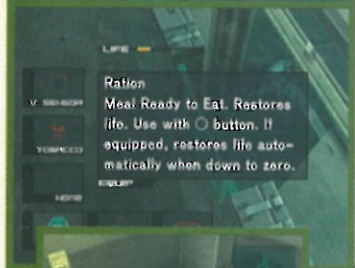 LIFE
Ration
Meal Ready to Eat. Restores
life. Use with ○ button. If
equipped, restores life auto-
matically when down to zero.
V. SENSOR
EQUIP